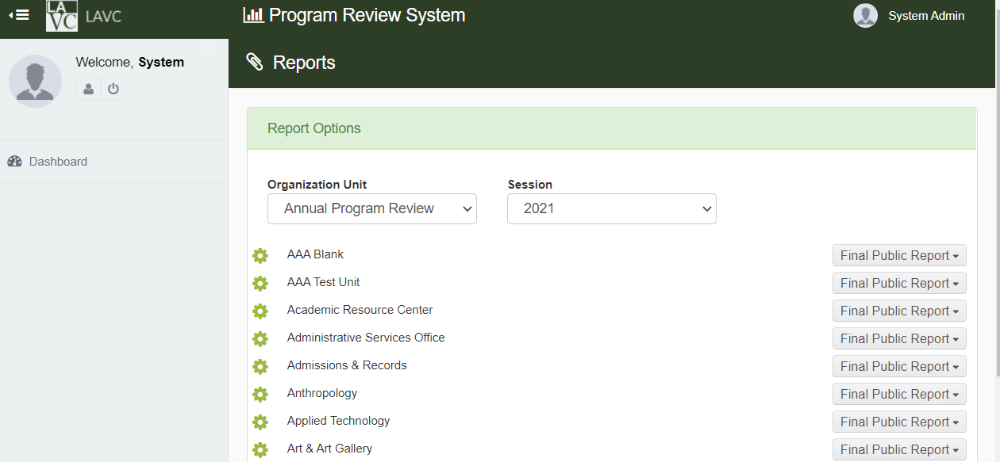 LAVC
LAVC
Program Review System
System Admin
Welcome, System
Reports
Dashboard
Report Options
Organization Unit
Session
Annual Program Review
2021
AAA Blank
Final Public Report
AAA Test Unit
Final Public Report
Academic Resource Center
Final Public Report
Administrative Services Office
Final Public Report
Admissions & Records
Final Public Report
Anthropology
Final Public Report
Applied Technology
Final Public Report
Art & Art Gallery
Final Public Report